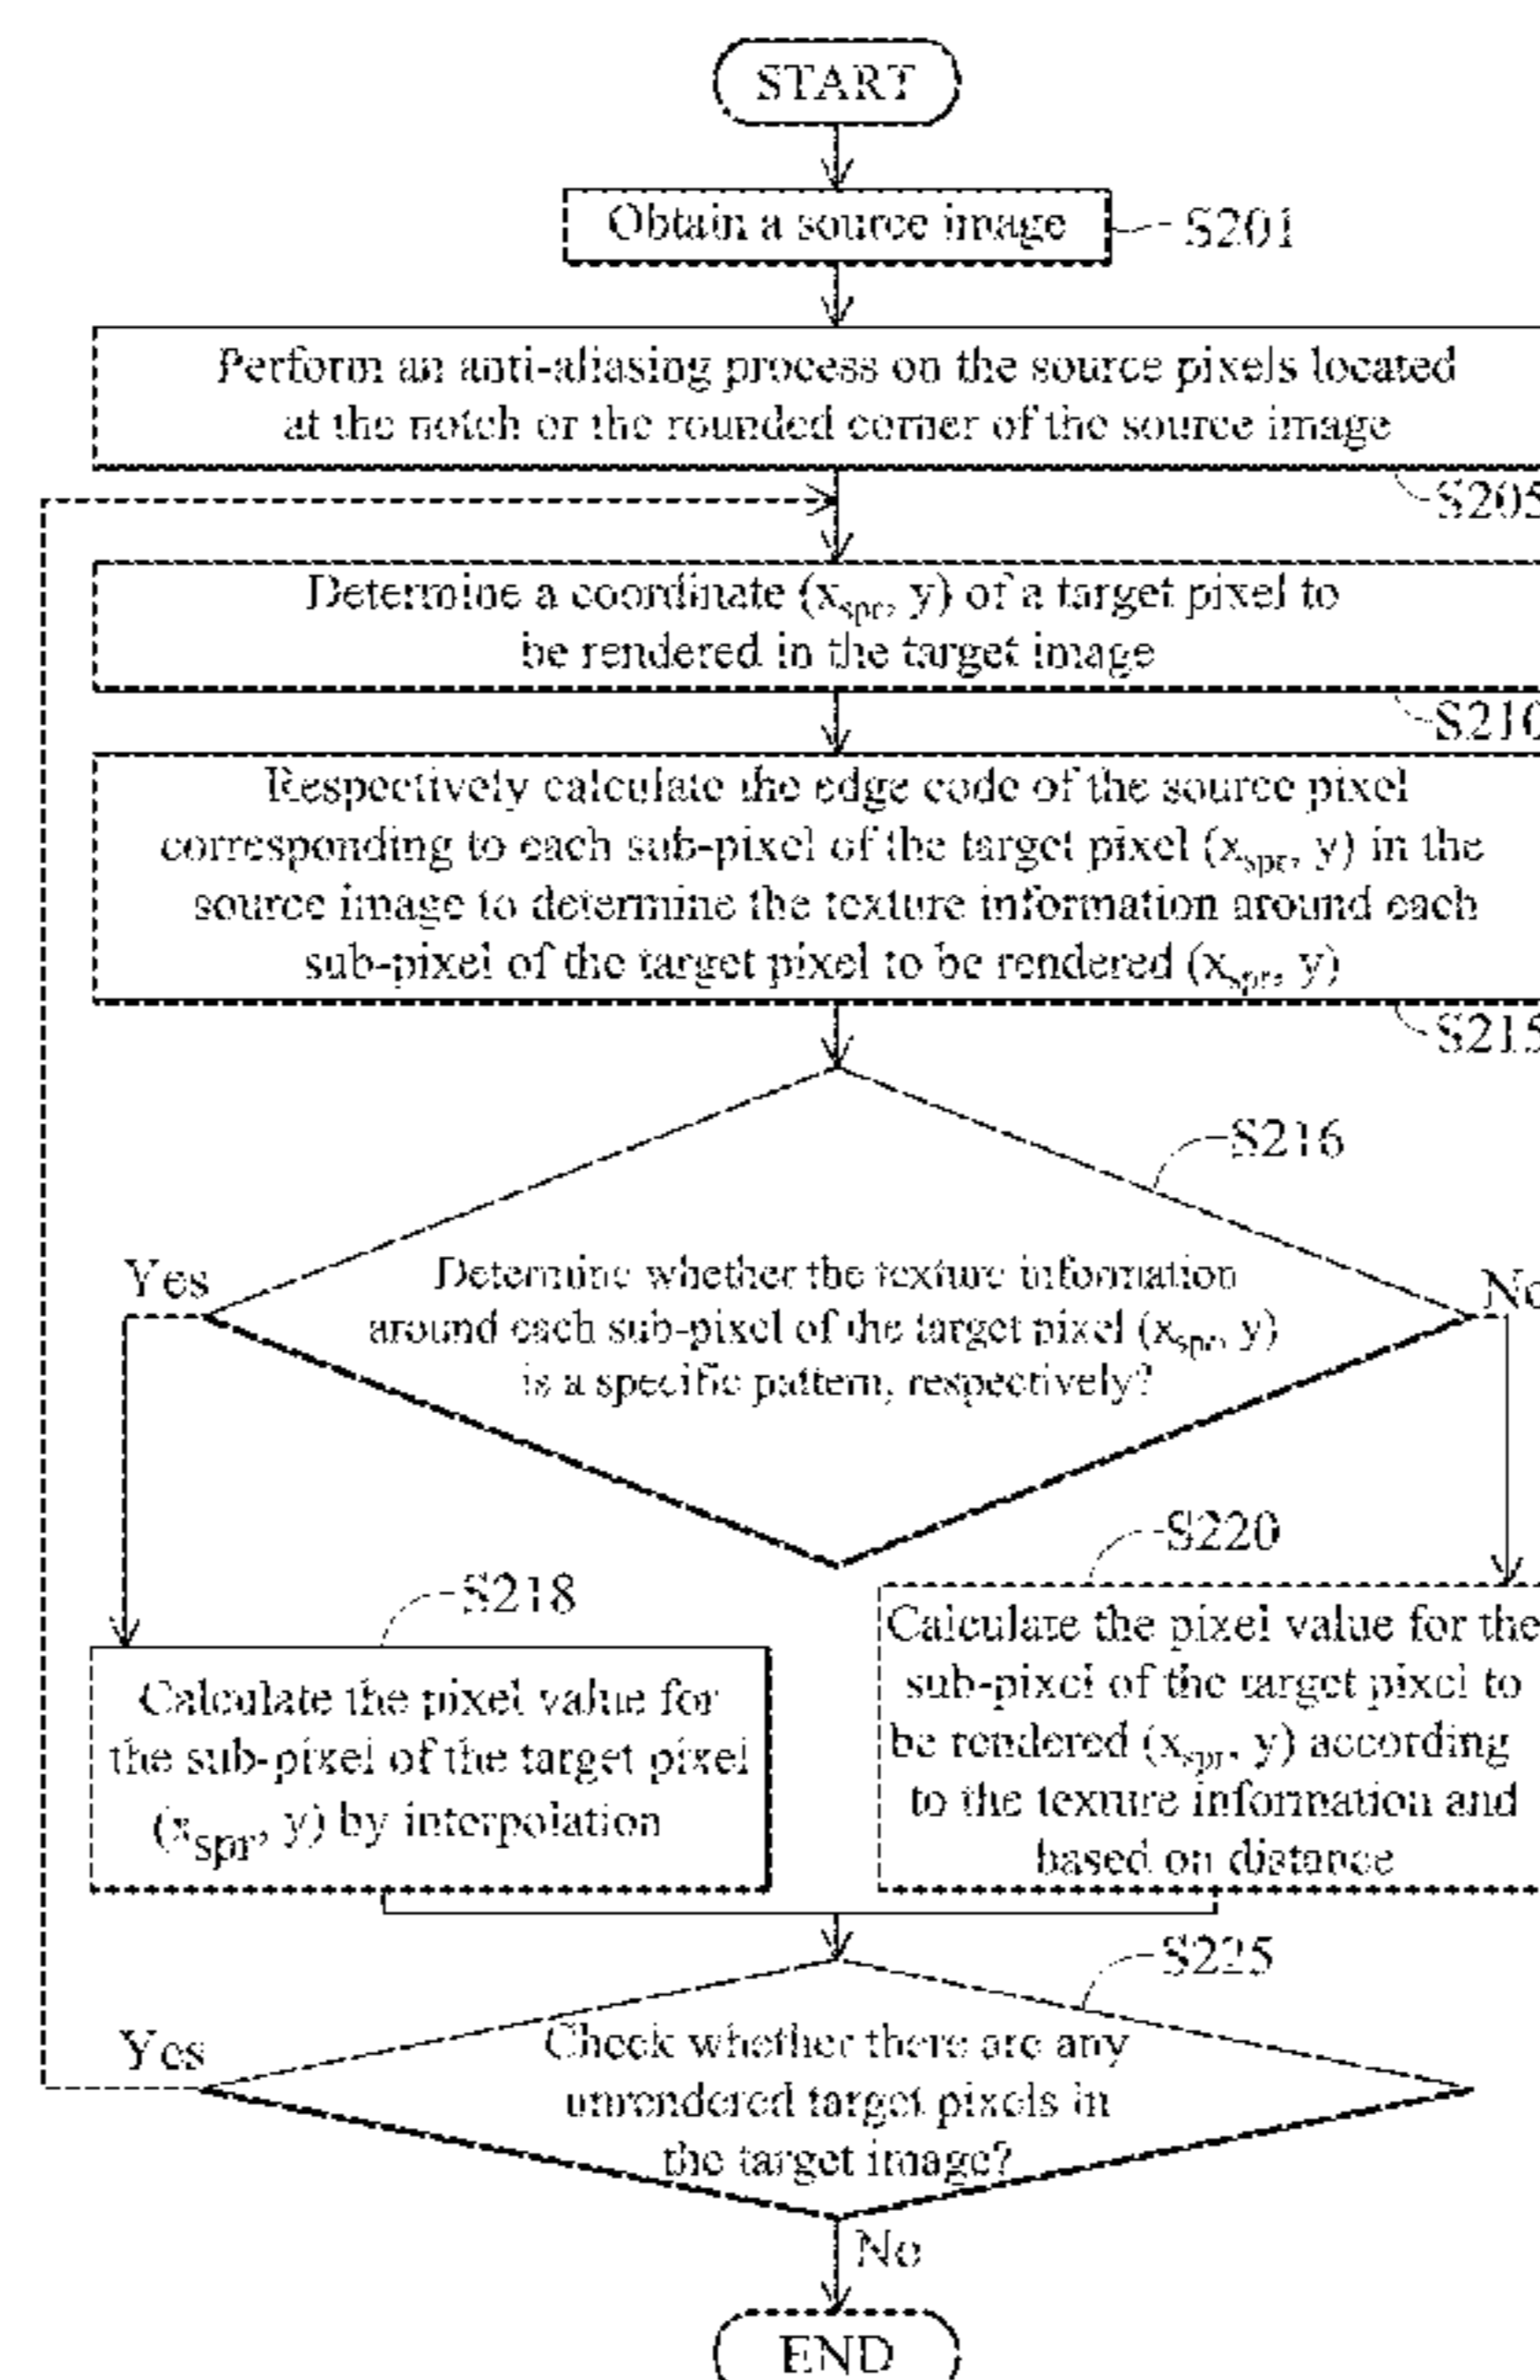 START
Obtain a source image
S201
Perform an anti-aliasing process on the source pixels located
at the notch or the rounded corner of the source image
S205
Determine a coordinate (xspr, y) of a target pixel to
be rendered in the target image
S210
Respectively calculate the edge code of the source pixel
corresponding to each sub-pixel of the target pixel (xspr, y) in the
source image to determine the texture information around each
sub-pixel of the target pixel to be rendered (xspr, y)
S215
S216
Yes
No
Determine whether the texture information
around each sub-pixel of the target pixel (xspr, y)
is a specific pattern, respectively?
S218
Calculate the pixel value for
the sub-pixel of the target pixel
(xspr, y) by interpolation
S220
Calculate the pixel value for the
sub-pixel of the target pixel to
be rendered (xspr, y) according
to the texture information and
based on distance
S225
Yes
Check whether there are any
unrendered target pixels in
the target image?
No
END